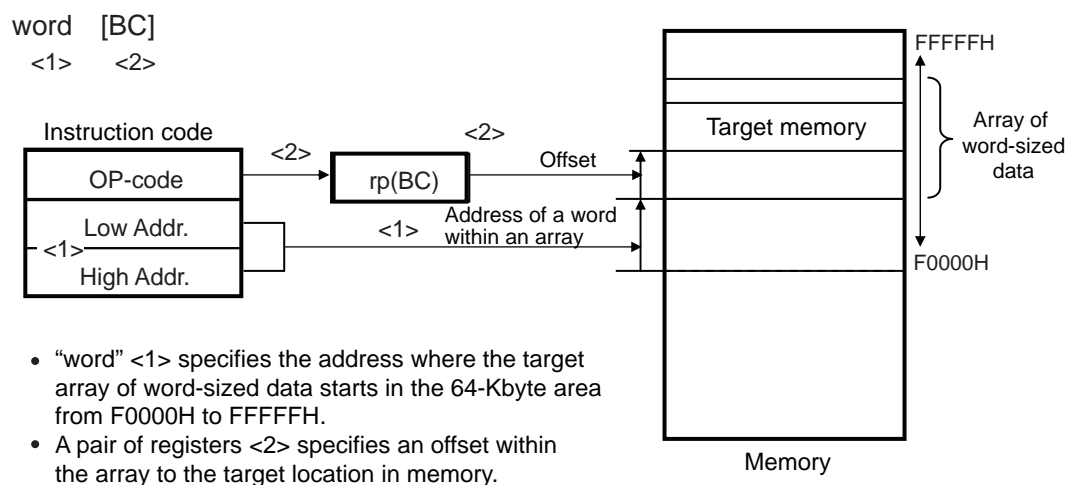 word [BC]
<1> <2>
Instruction code
OP-code
Low Addr.
<1>
High Addr.
<2>
rp(BC)
<2>
Offset
<1>
Address of a word
within an array
FFFFFH
Target memory
Array of
word-sized
data
F0000H
Memory
• “word” <1> specifies the address where the target
array of word-sized data starts in the 64-Kbyte area
from F0000H to FFFFFH.
• A pair of registers <2> specifies an offset within
the array to the target location in memory.